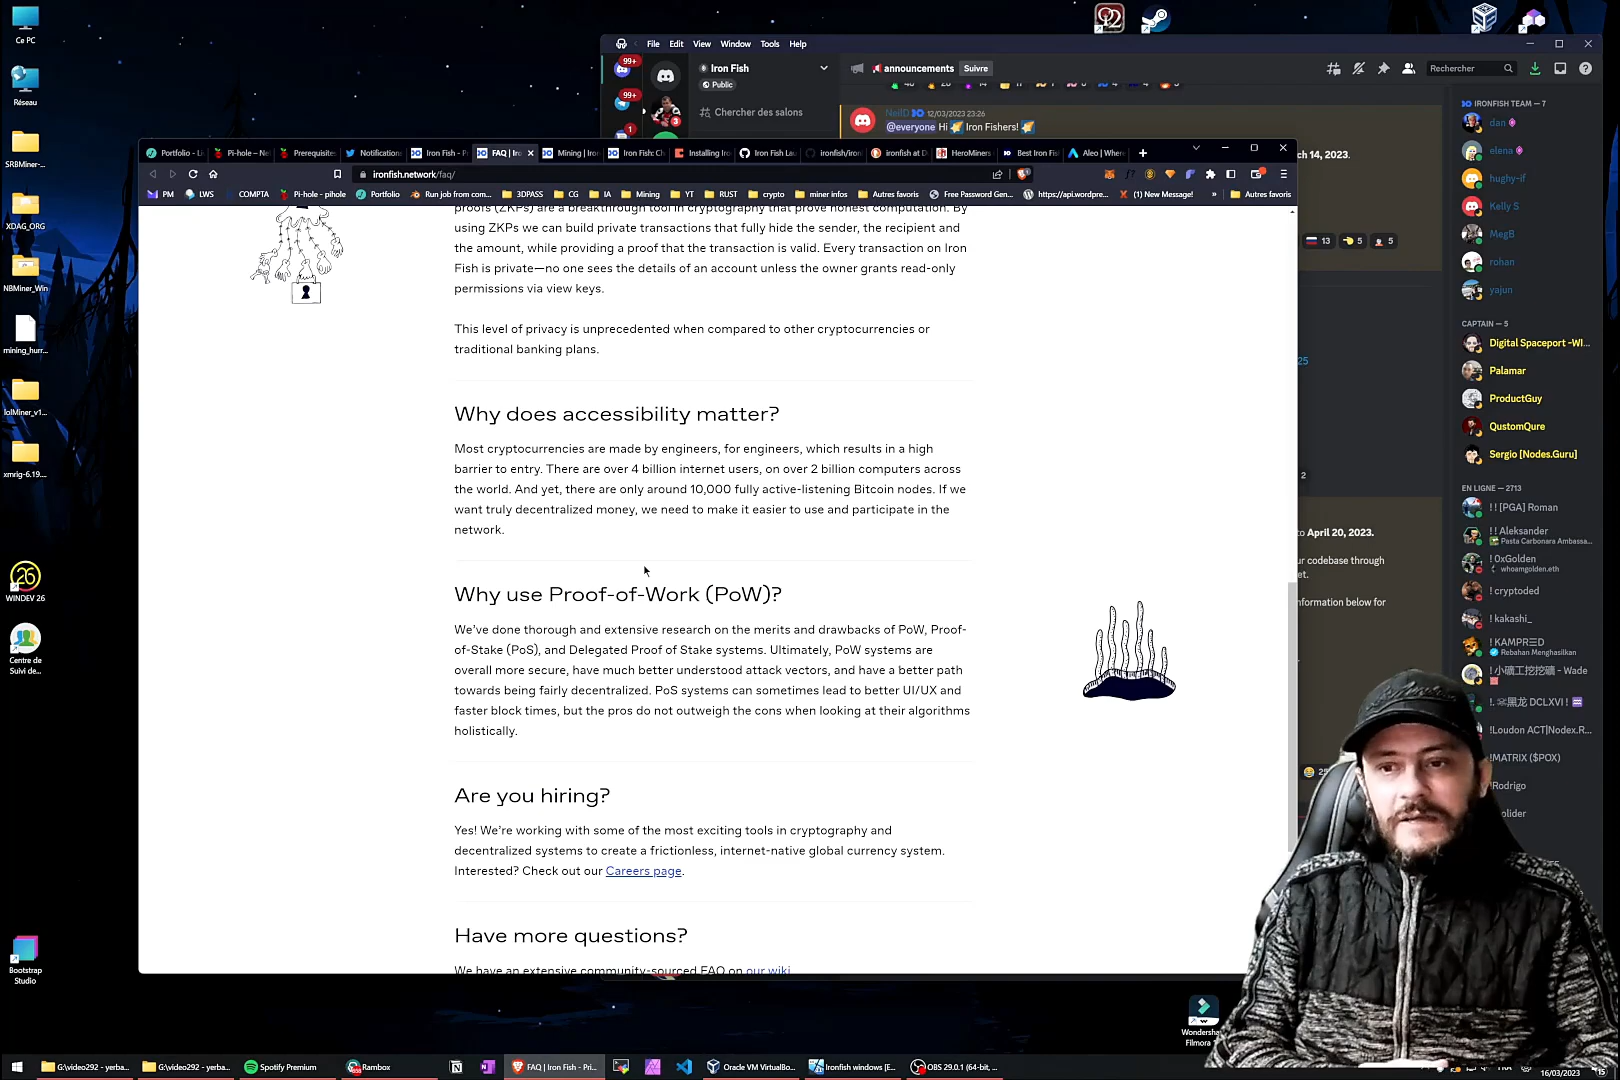 Ce PC
Réseau
SRBMiner-...
XDAG_ORG
NBMiner_Win
mining_hurr...
lolMiner_v1...
xmrig-6.19...
WINDEV 26
Centre de
Suivi de...
Bootstrap
Studio
File Edit View Window Tools Help
99+
99+
1
3
Iron Fish
Public
Chercher des salons
announcements
Suivre
Rechercher
NeilD 12/03/2023 23:26
@everyone Hi Iron Fishers!
ch 14, 2023.
13 5 5
25
2
to April 20, 2023.
ur codebase through
et.
nformation below for
IRONFISH TEAM — 7
dan
elena
hughy-if
Kelly S
MegB
rohan
yajun
CAPTAIN — 5
Digital Spaceport -WI...
Palamar
ProductGuy
QustomQure
Sergio [Nodes.Guru]
EN LIGNE — 2713
! ! [PGA] Roman
! ! Aleksander
Pasta Carbonara Ambassa...
! 0xGolden
whoamgolden.eth
! cryptoded
! kakashi_
! KAMPRΞD
Rebahan Menghasilkan
! 小礦工挖挖礦 - Wade
DCLXVI !
!Loudon ACT|Nodex.R...
!MATRIX ($POX)
!Rodrigo
olider
Portfolio - Li
Pi-hole – Ne
Prerequisites
Notification
Iron Fish - P
FAQ | Iro
Mining | Iron
Iron Fish: Ch
Installing Iro
Iron Fish Lau
ironfish/iron
ironfish at D
HeroMiners
Best Iron Fis
Aleo | Wher
ironfish.network/faq/
PM
LWS
COMPTA
Pi-hole - pihole
Portfolio
Run job from com...
3DPASS
CG
IA
Mining
YT
RUST
crypto
miner infos
Autres favoris
Free Password Gen...
https://api.wordpre...
(1) New Message!
»
Autres favoris
proofs (ZKPs) are a breakthrough tool in cryptography that prove honest computation. By
using ZKPs we can build private transactions that fully hide the sender, the recipient and
the amount, while providing a proof that the transaction is valid. Every transaction on Iron
Fish is private—no one sees the details of an account unless the owner grants read-only
permissions via view keys.
This level of privacy is unprecedented when compared to other cryptocurrencies or
traditional banking plans.
Why does accessibility matter?
Most cryptocurrencies are made by engineers, for engineers, which results in a high
barrier to entry. There are over 4 billion internet users, on over 2 billion computers across
the world. And yet, there are only around 10,000 fully active-listening Bitcoin nodes. If we
want truly decentralized money, we need to make it easier to use and participate in the
network.
Why use Proof-of-Work (PoW)?
We've done thorough and extensive research on the merits and drawbacks of PoW, Proof-
of-Stake (PoS), and Delegated Proof of Stake systems. Ultimately, PoW systems are
overall more secure, have much better understood attack vectors, and have a better path
towards being fairly decentralized. PoS systems can sometimes lead to better UI/UX and
faster block times, but the pros do not outweigh the cons when looking at their algorithms
holistically.
Are you hiring?
Yes! We're working with some of the most exciting tools in cryptography and
decentralized systems to create a frictionless, internet-native global currency system.
Interested? Check out our Careers page.
Have more questions?
We have an extensive community-sourced FAQ on our wiki
Wondersha
Filmora
G:\video292 - yerba...
G:\video292 - yerba...
Spotify Premium
Rambox
FAQ | Iron Fish - Pri...
Oracle VM VirtualBo...
Ironfish windows [E...
OBS 29.0.1 (64-bit, ...
16/03/2023